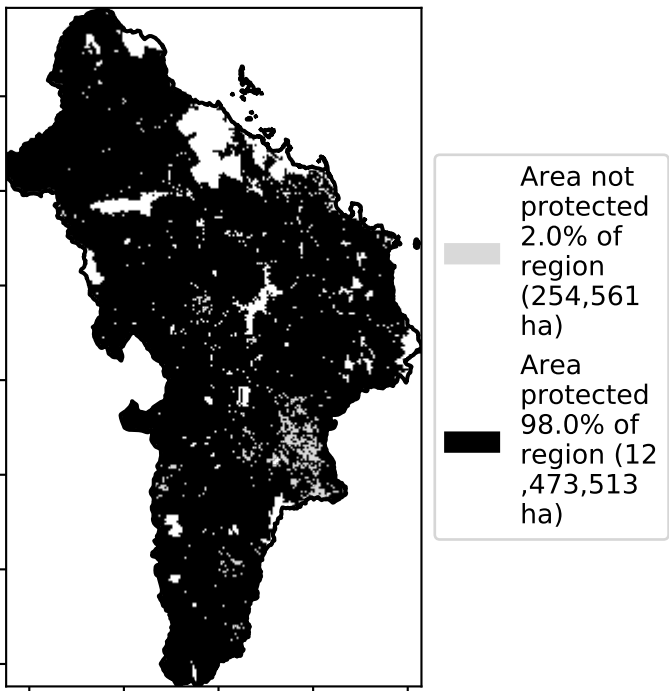 Area not
protected
2.0% of
region
(254,561
ha)
Area
protected
98.0% of
region (12
,473,513
ha)